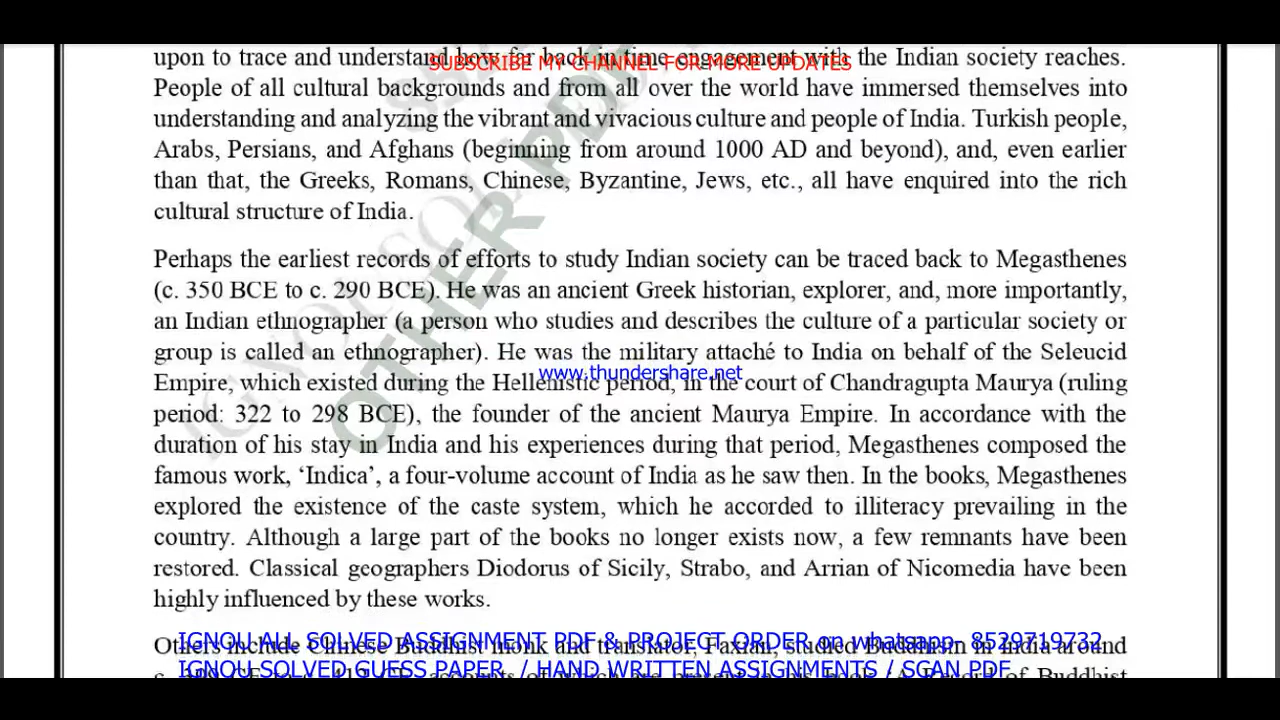 upon to trace and understand how far back in time engagement with the Indian society reaches.
SUBSCRIBE MY CHANNEL FOR MORE UPDATES
People of all cultural backgrounds and from all over the world have immersed themselves into
understanding and analyzing the vibrant and vivacious culture and people of India. Turkish people,
Arabs, Persians, and Afghans (beginning from around 1000 AD and beyond), and, even earlier
than that, the Greeks, Romans, Chinese, Byzantine, Jews, etc., all have enquired into the rich
cultural structure of India.
Perhaps the earliest records of efforts to study Indian society can be traced back to Megasthenes
(c. 350 BCE to c. 290 BCE). He was an ancient Greek historian, explorer, and, more importantly,
an Indian ethnographer (a person who studies and describes the culture of a particular society or
group is called an ethnographer). He was the military attaché to India on behalf of the Seleucid
www.thundershare.net
Empire, which existed during the Hellenistic period, in the court of Chandragupta Maurya (ruling
period: 322 to 298 BCE), the founder of the ancient Maurya Empire. In accordance with the
duration of his stay in India and his experiences during that period, Megasthenes composed the
famous work, ‘Indica’, a four-volume account of India as he saw then. In the books, Megasthenes
explored the existence of the caste system, which he accorded to illiteracy prevailing in the
country. Although a large part of the books no longer exists now, a few remnants have been
restored. Classical geographers Diodorus of Sicily, Strabo, and Arrian of Nicomedia have been
highly influenced by these works.
Others include Chinese Buddhist monk and translator, Faxian, studied Buddhism in India around
IGNOU ALL SOLVED ASSIGNMENT PDF & PROJECT ORDER on whatsapp- 8529719732
IGNOU SOLVED GUESS PAPER / HAND WRITTEN ASSIGNMENTS / SCAN PDF
accounts of which are present in his book 'A Record of Buddhist
OTHER PDF